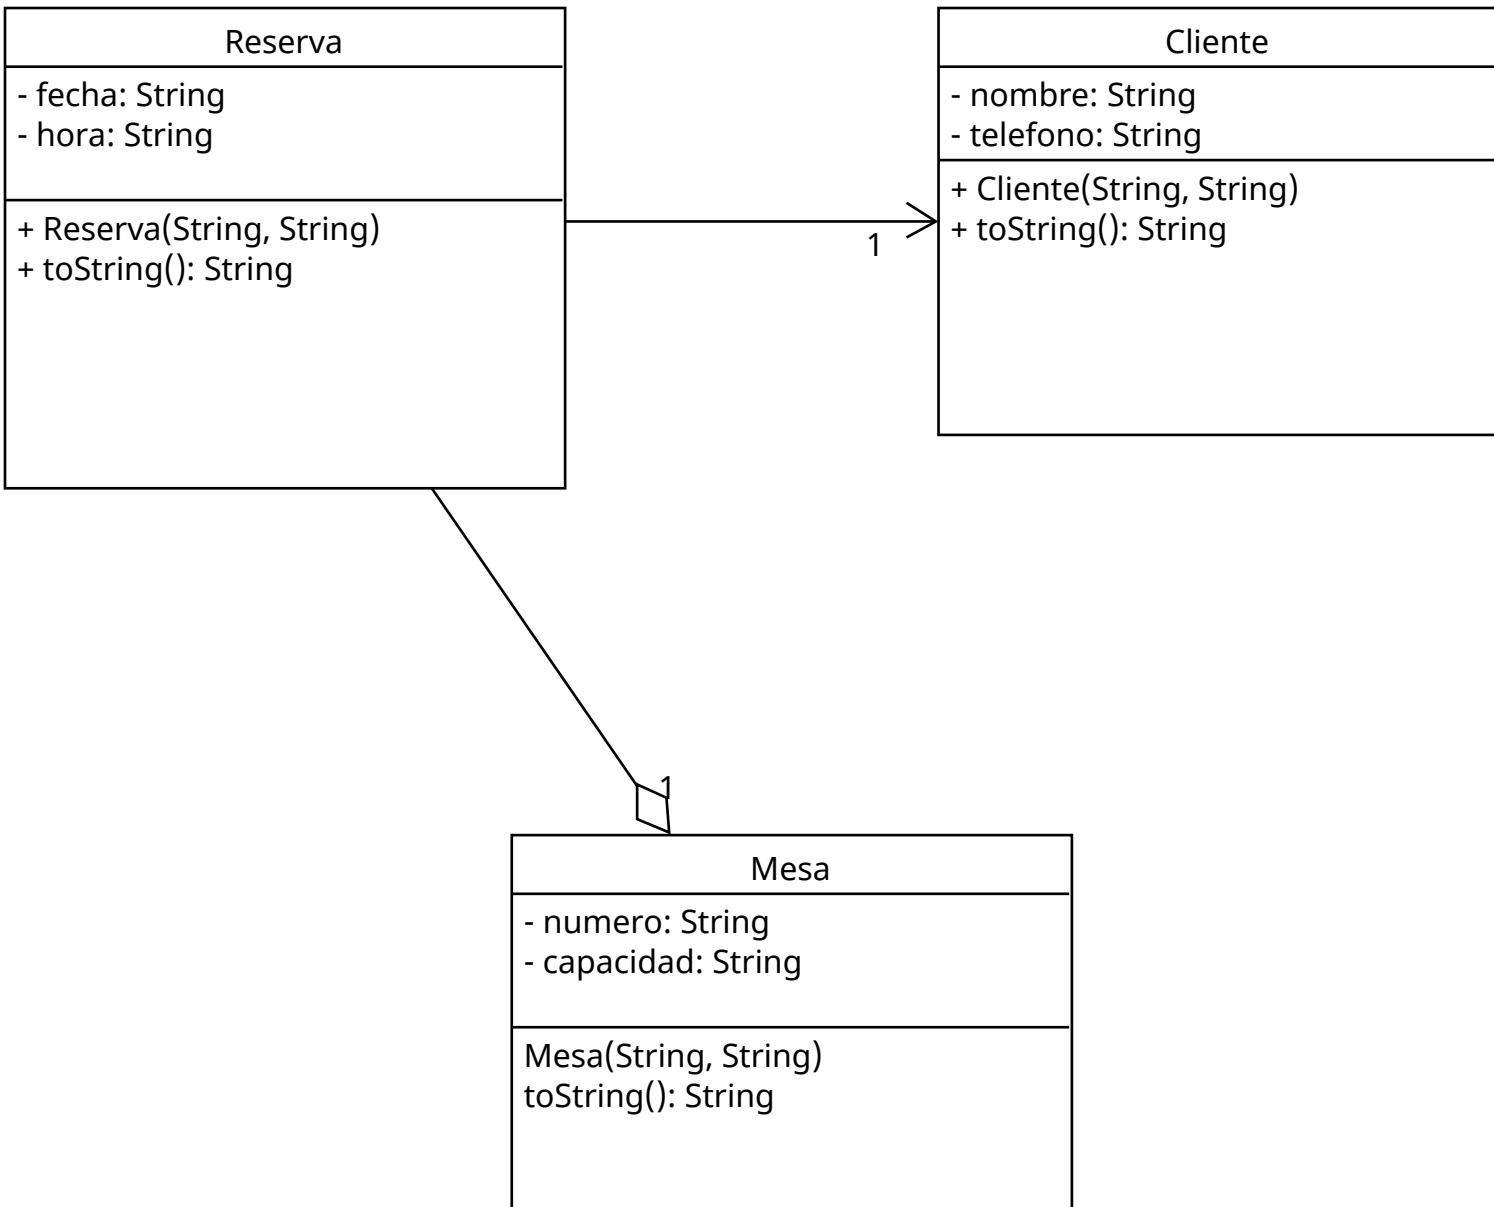 Reserva
- fecha: String
- hora: String
+ Reserva(String, String)
+ toString(): String
Cliente
- nombre: String
- telefono: String
+ Cliente(String, String)
+ toString(): String
1
1
Mesa
- numero: String
- capacidad: String
Mesa(String, String)
toString(): String